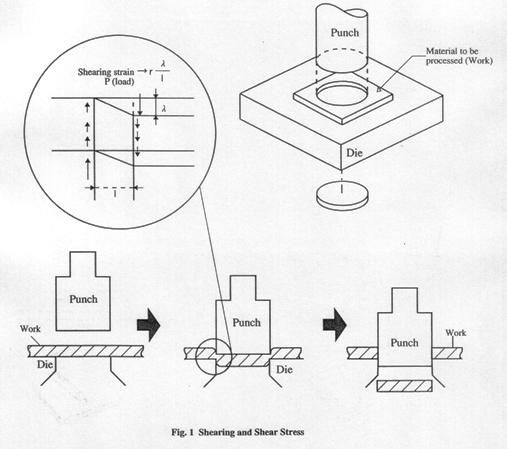 Shearing strain → r λ/l
P (load)
λ
l
Punch
Material to be
processed (Work)
Die
Punch
Work
Die
Punch
Die
Punch
Work
Fig. 1 Shearing and Shear Stress